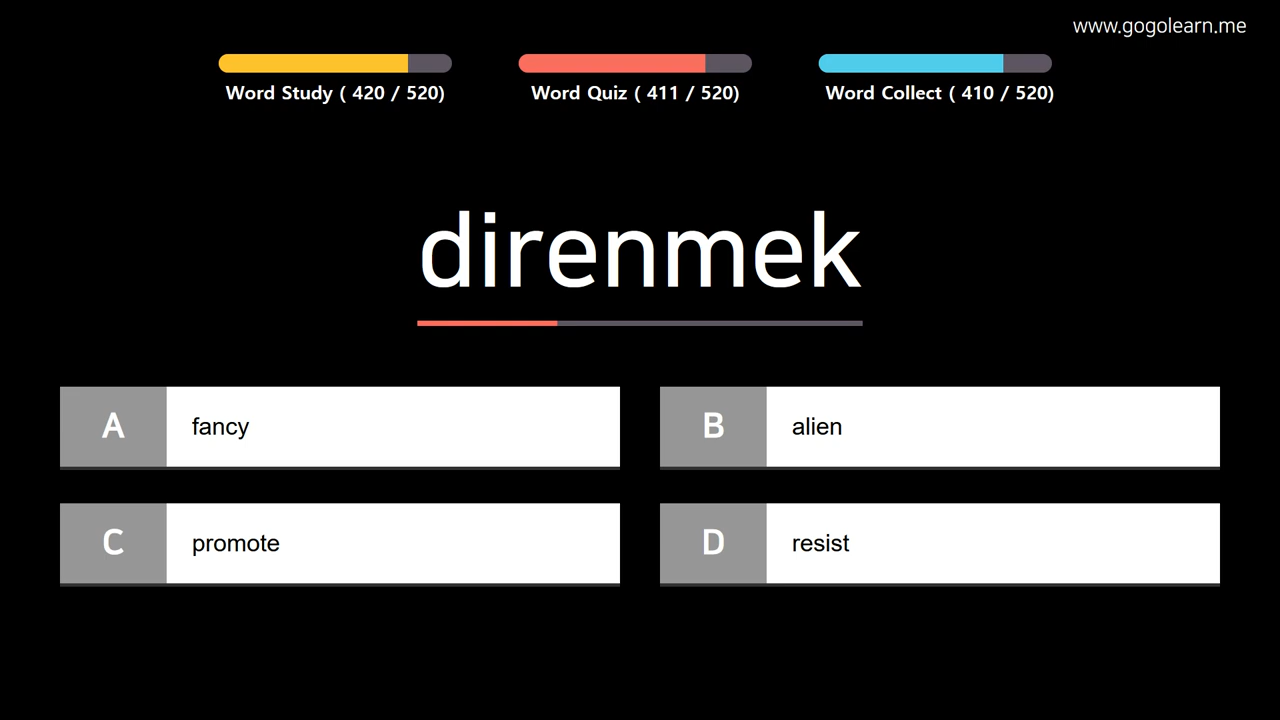 www.gogolearn.me
Word Study ( 420 / 520)
Word Quiz ( 411 / 520)
Word Collect ( 410 / 520)
direnmek
A fancy
B alien
C promote
D resist